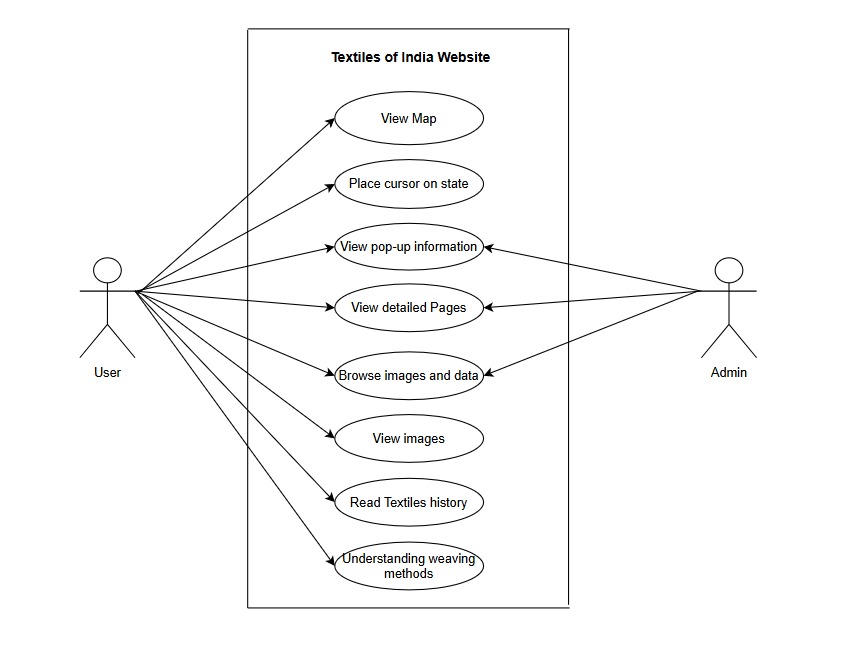 Textiles of India Website
View Map
Place cursor on state
View pop-up information
View detailed Pages
Browse images and data
View images
Read Textiles history
Understanding weaving
methods
User
Admin